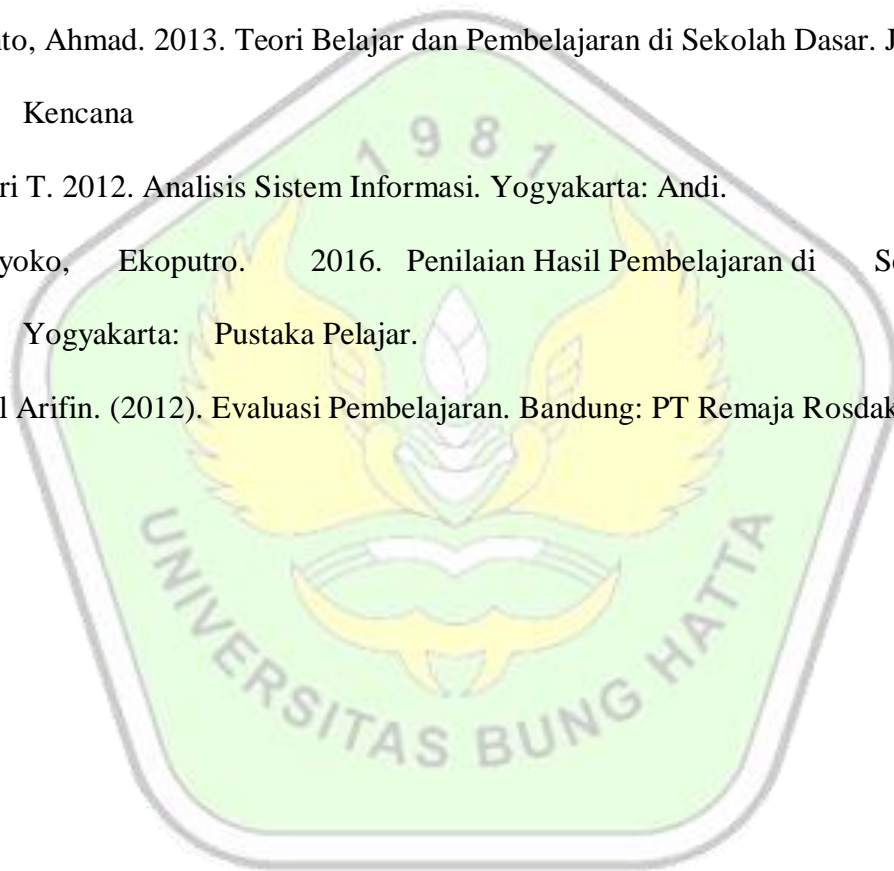 nto, Ahmad. 2013. Teori Belajar dan Pembelajaran di Sekolah Dasar. J
Kencana
1981
ri T. 2012. Analisis Sistem Informasi. Yogyakarta: Andi.
yoko, Ekoputro. 2016. Penilaian Hasil Pembelajaran di Se
Yogyakarta: Pustaka Pelajar.
l Arifin. (2012). Evaluasi Pembelajaran. Bandung: PT Remaja Rosdak
UNIVERSITAS BUNG HATTA